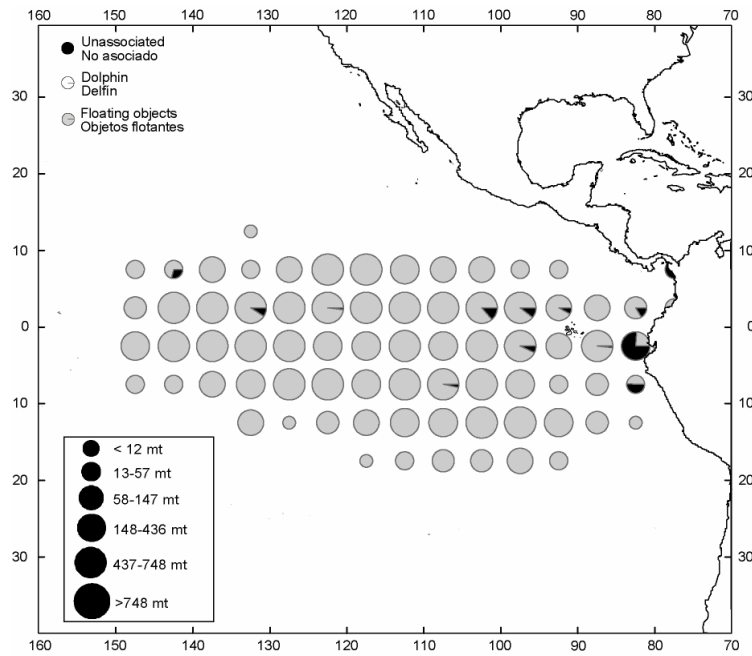 160 150 140 130 120 110 100 90 80 70
Unassociated
No asociado
Dolphin
Delfín
Floating objects
Objetos flotantes
30 30
20 20
10 10
0 0
10 10
20 20
30 30
< 12 mt
13-57 mt
58-147 mt
148-436 mt
437-748 mt
>748 mt
160 150 140 130 120 110 100 90 80 70